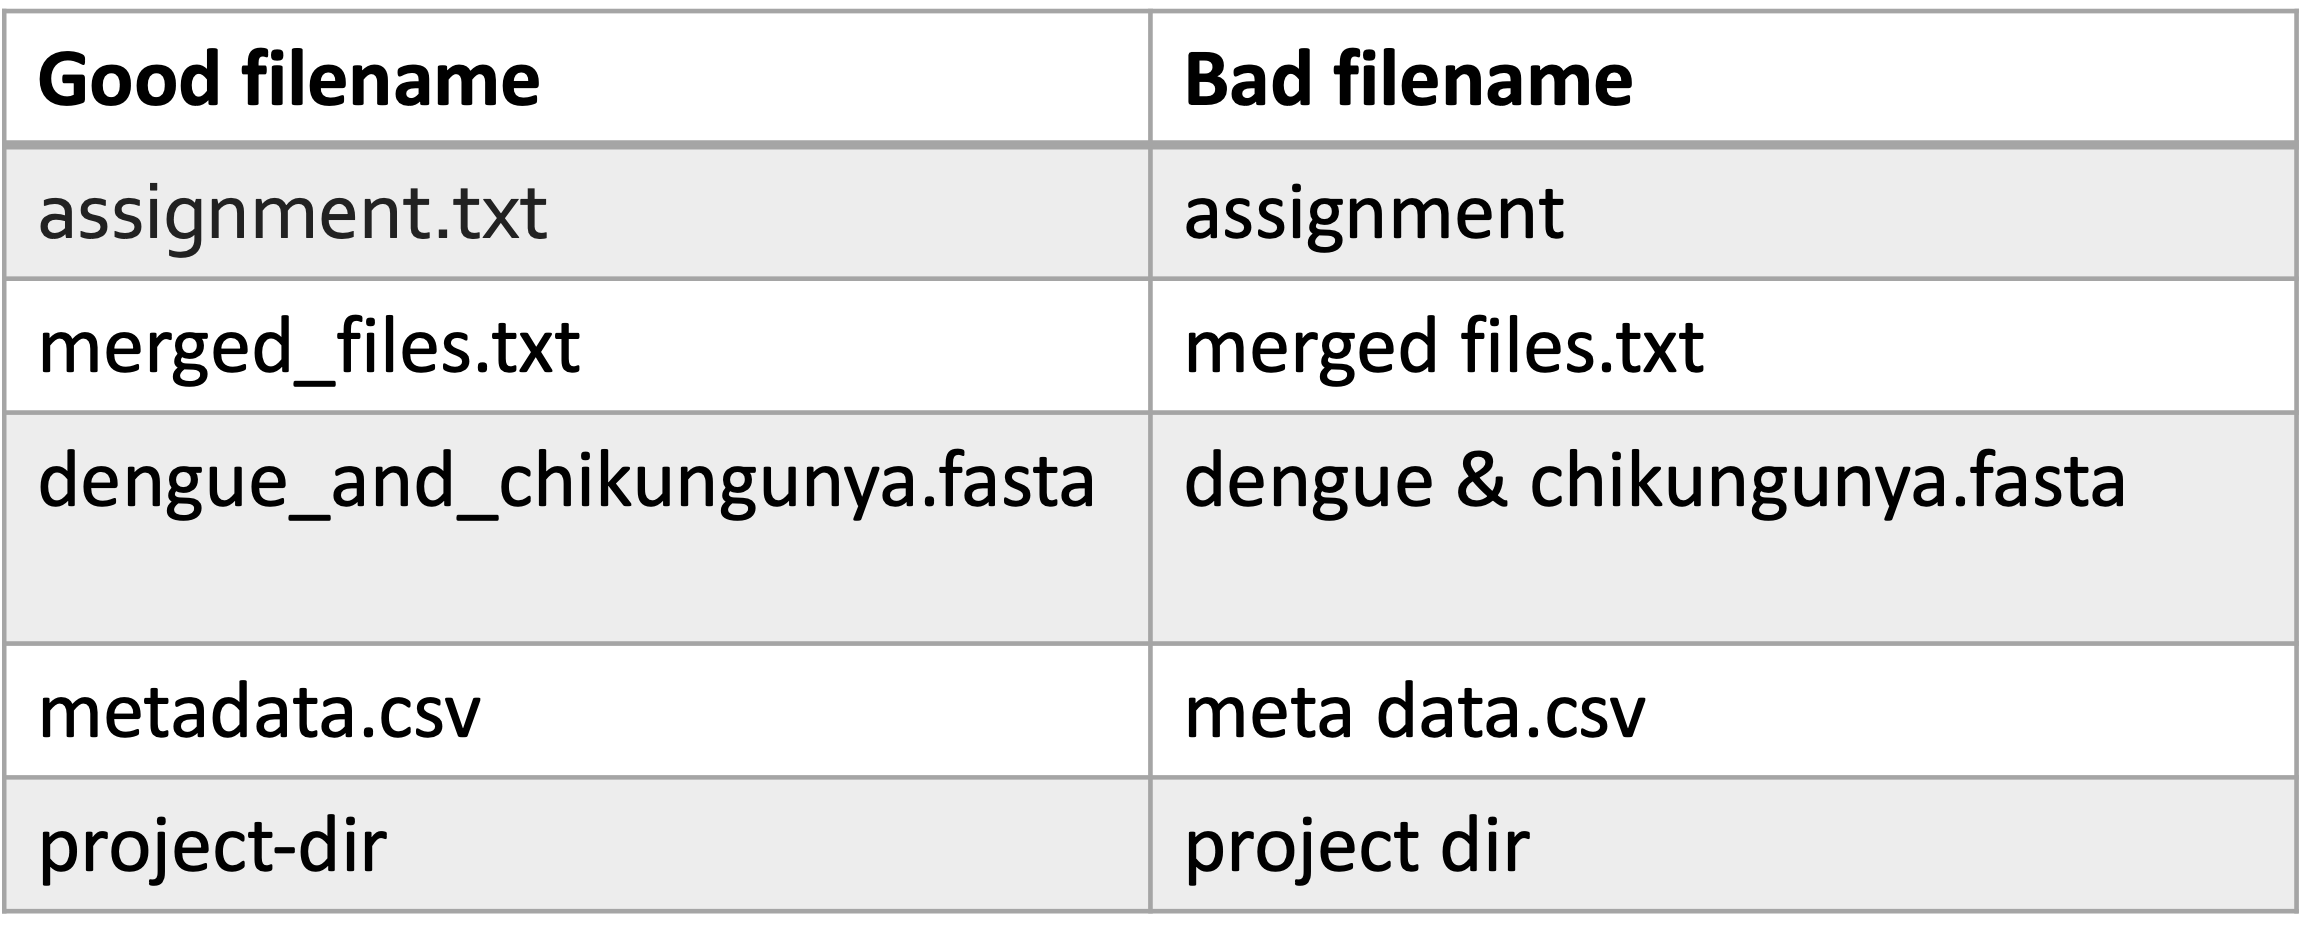 Good filename Bad filename
assignment.txt assignment
merged_files.txt merged files.txt
dengue_and_chikungunya.fasta dengue & chikungunya.fasta
metadata.csv meta data.csv
project-dir project dir